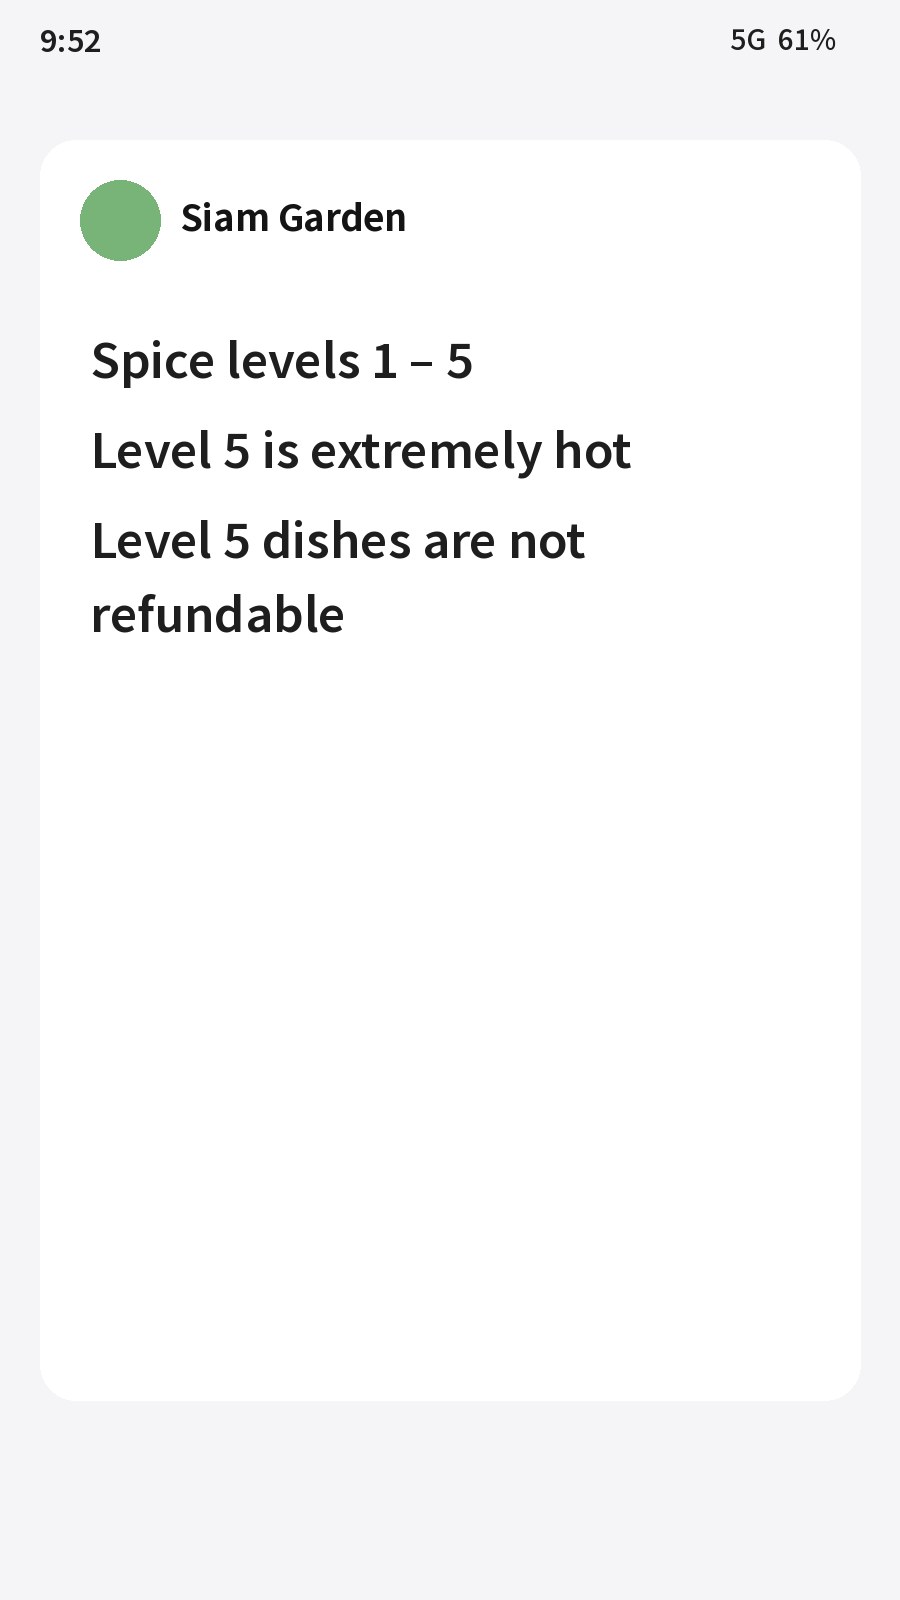 9:52
5G 61%
Siam Garden
Spice levels 1 – 5
Level 5 is extremely hot
Level 5 dishes are not
refundable